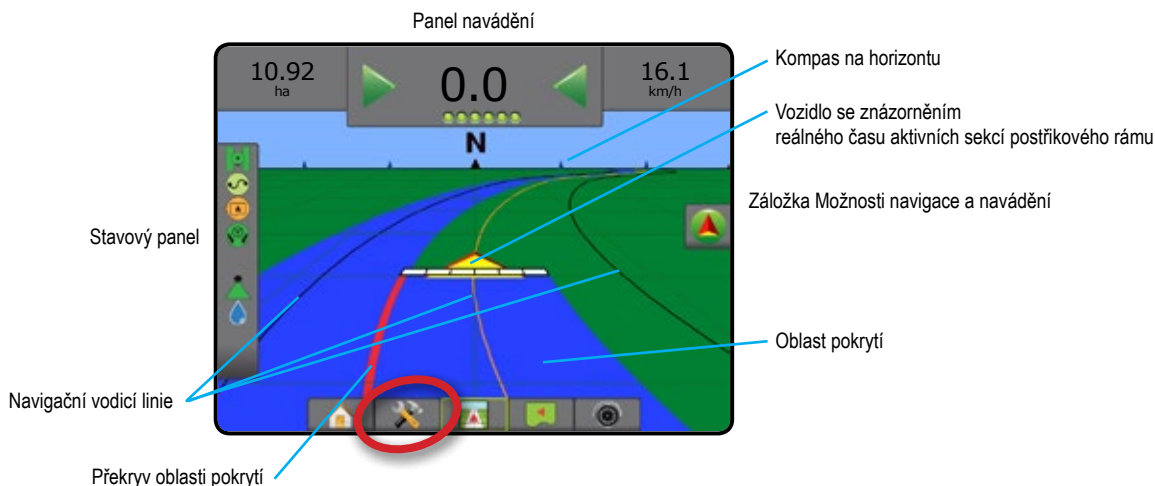 Panel navádění
10.92
ha
0.0
16.1
km/h
N
Kompas na horizontu
Vozidlo se znázorněním
reálného času aktivních sekcí postřikového rámu
Záložka Možnosti navigace a navádění
Stavový panel
Oblast pokrytí
Navigační vodicí linie
Překryv oblasti pokrytí